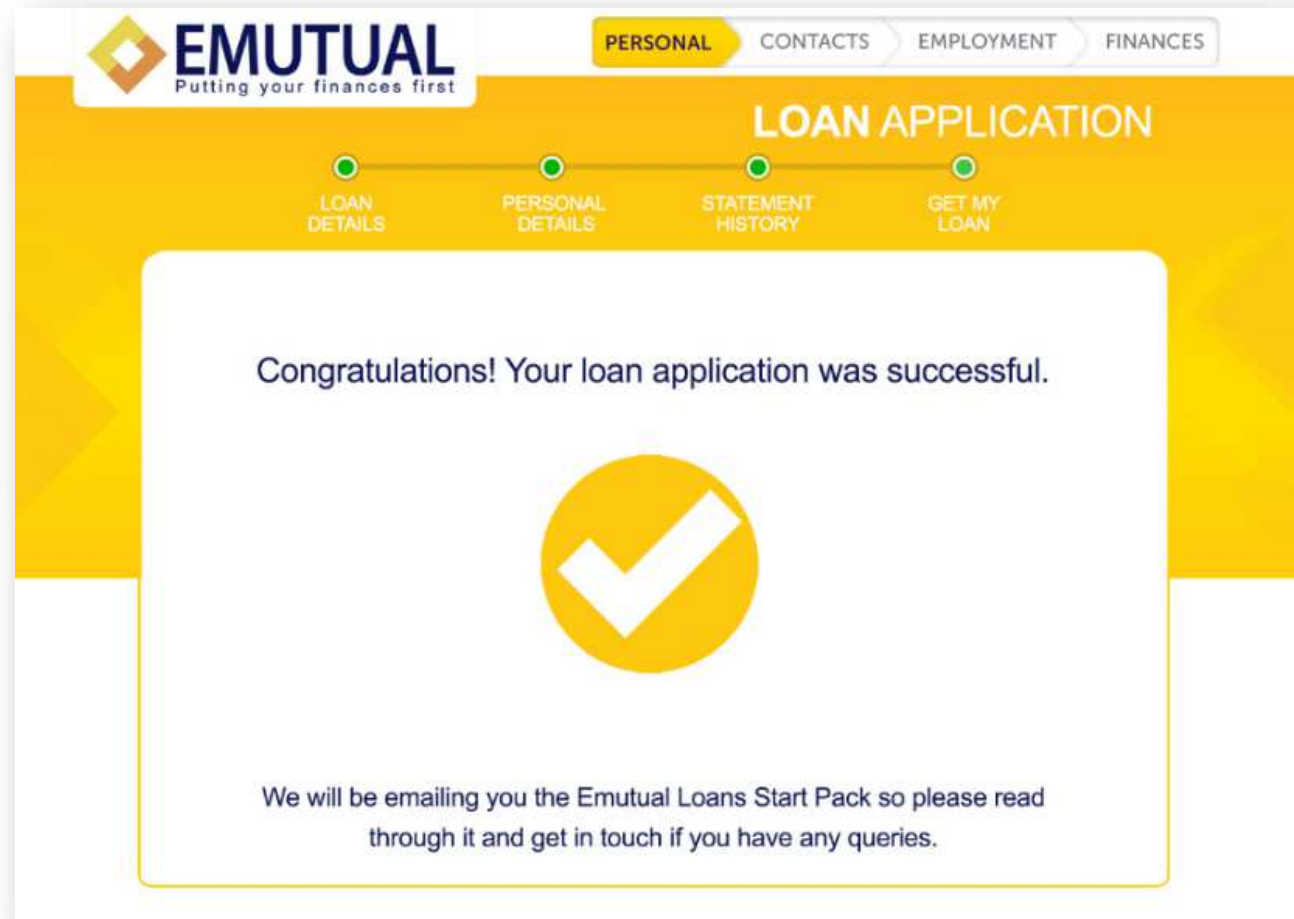 EMUTUAL
Putting your finances first
PERSONAL CONTACTS EMPLOYMENT FINANCES
LOAN APPLICATION
LOAN DETAILS
PERSONAL DETAILS
STATEMENT HISTORY
GET MY LOAN
Congratulations! Your loan application was successful.
We will be emailing you the Emutual Loans Start Pack so please read
through it and get in touch if you have any queries.